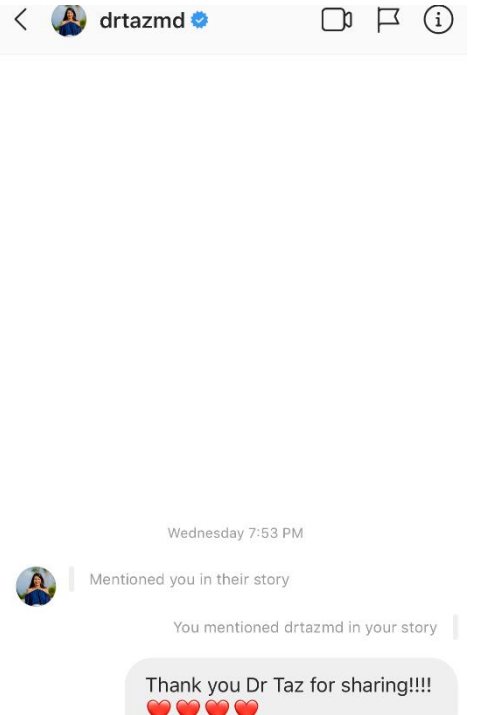 drtazmd
Wednesday 7:53 PM
Mentioned you in their story
You mentioned drtazmd in your story
Thank you Dr Taz for sharing!!!!
❤️❤️❤️❤️